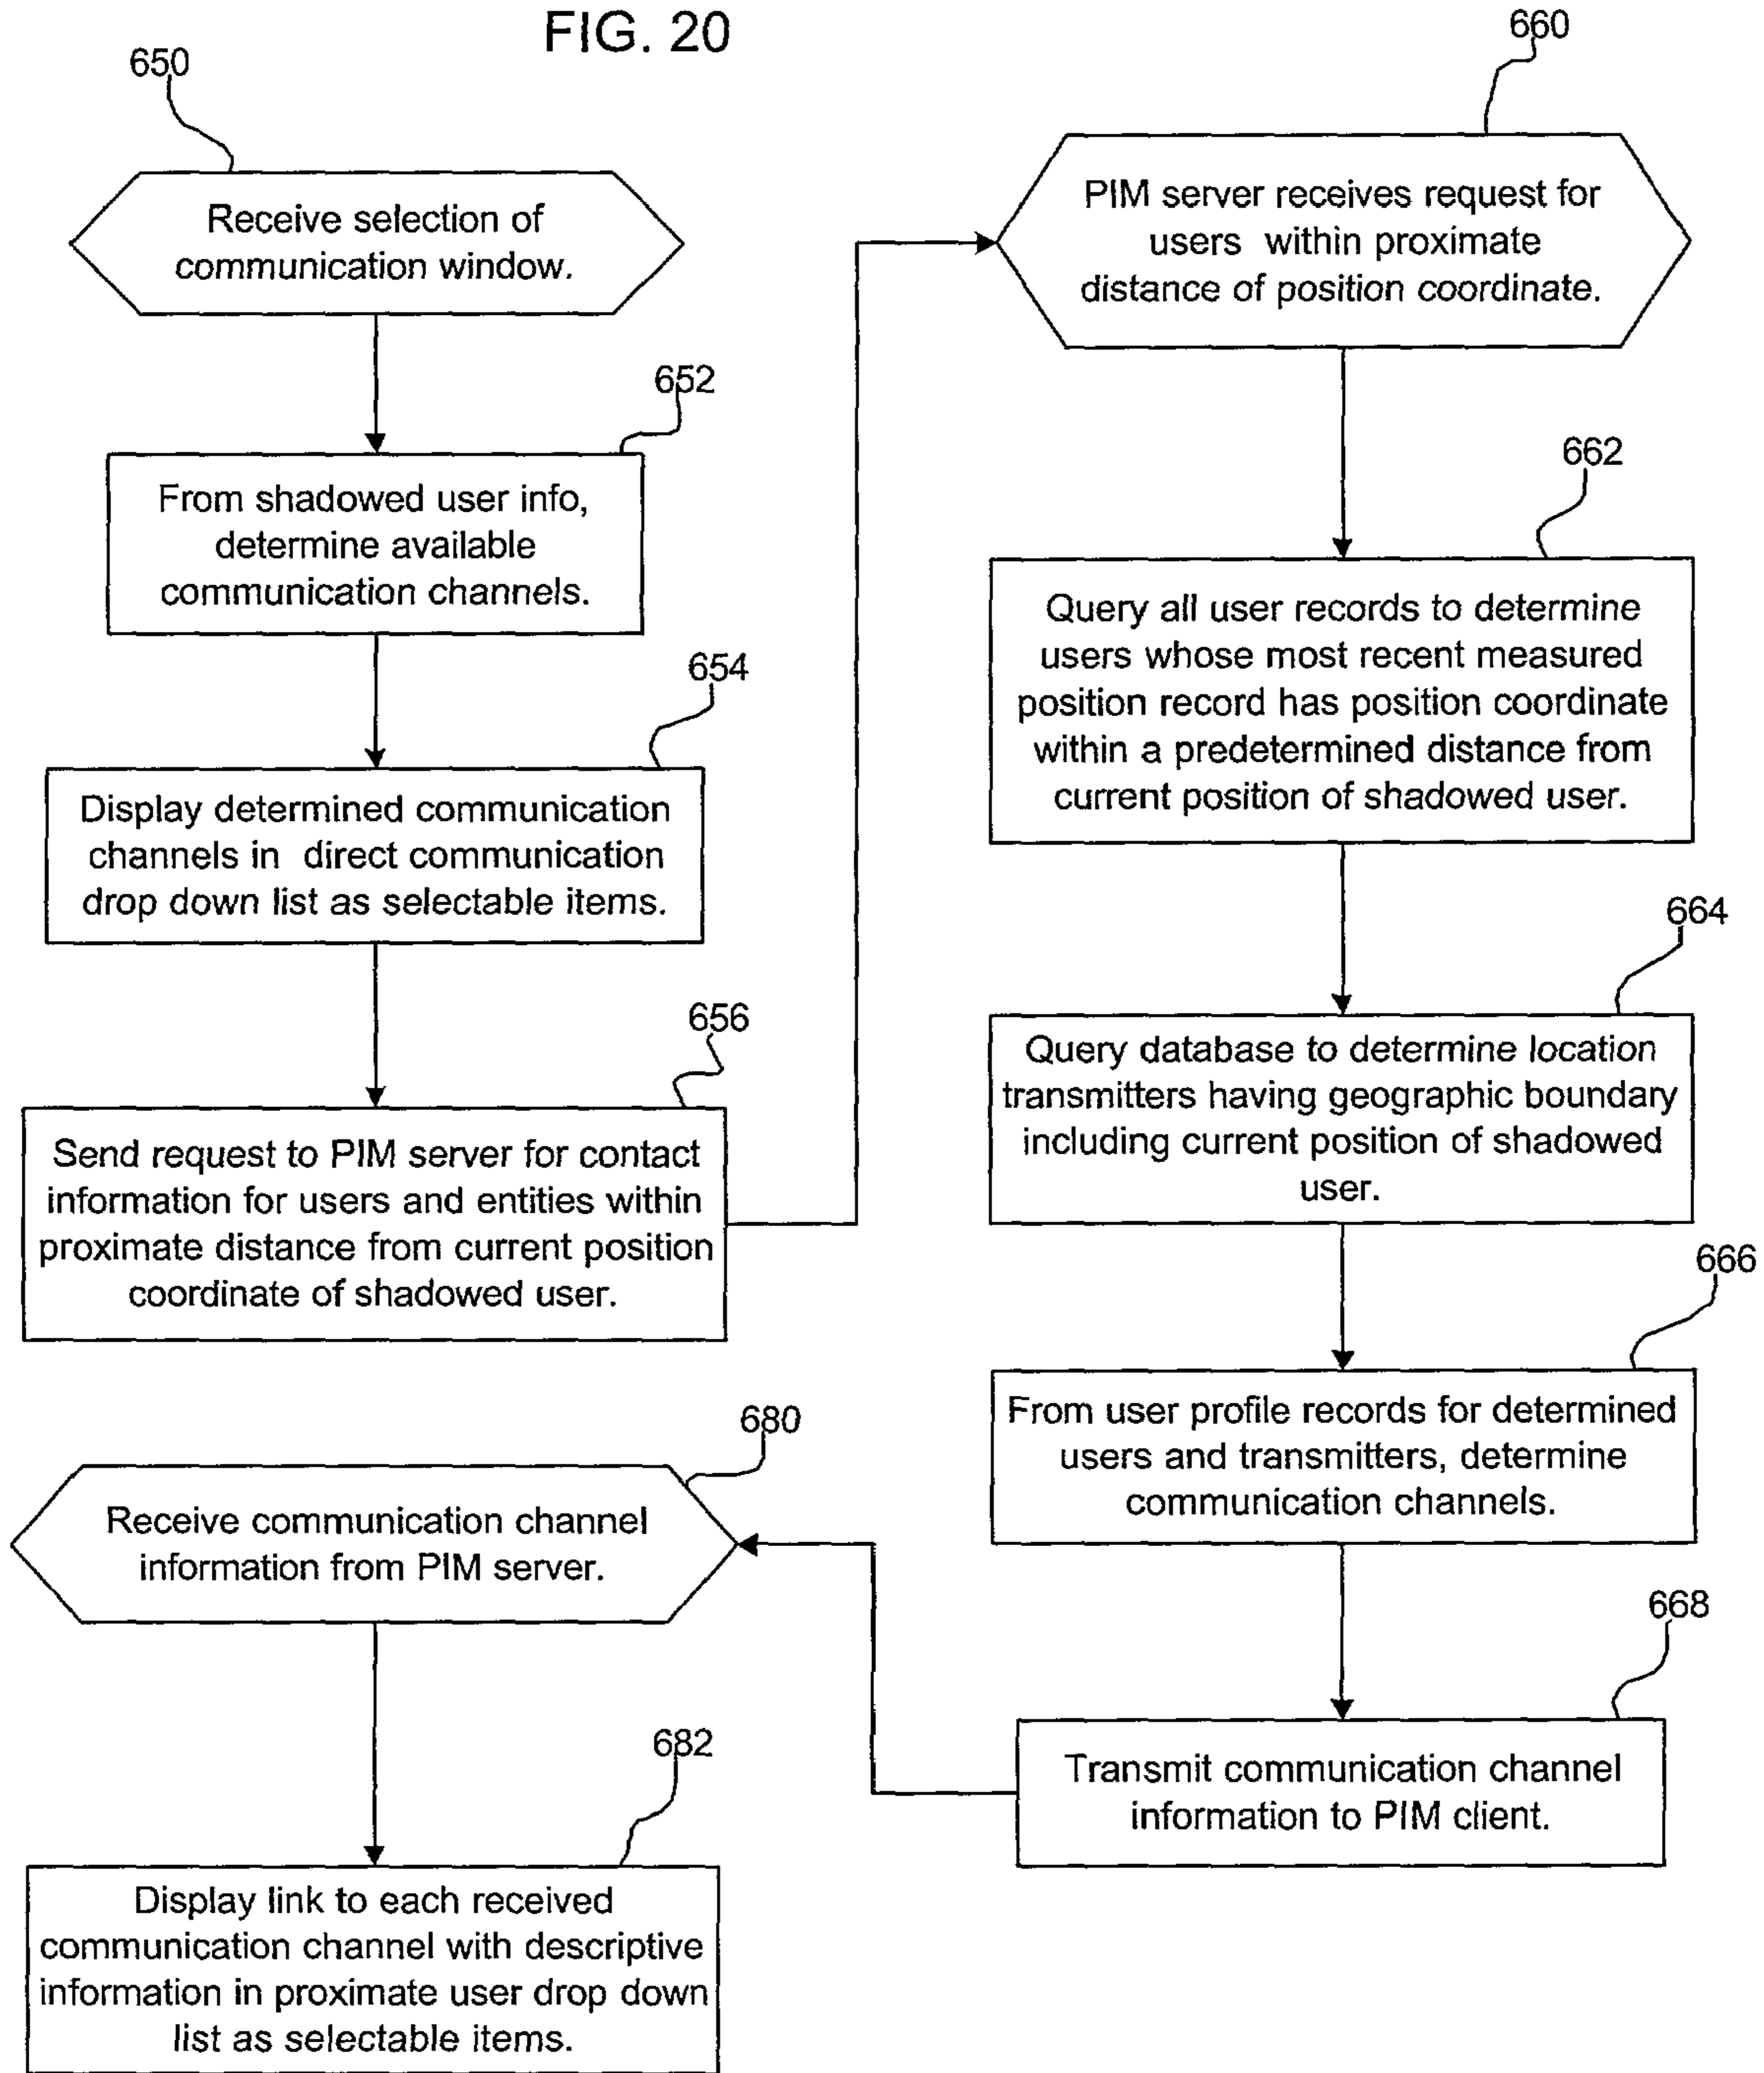 FIG. 20
650
Receive selection of
communication window.
652
From shadowed user info,
determine available
communication channels.
654
Display determined communication
channels in direct communication
drop down list as selectable items.
656
Send request to PIM server for contact
information for users and entities within
proximate distance from current position
coordinate of shadowed user.
660
PIM server receives request for
users within proximate
distance of position coordinate.
662
Query all user records to determine
users whose most recent measured
position record has position coordinate
within a predetermined distance from
current position of shadowed user.
664
Query database to determine location
transmitters having geographic boundary
including current position of shadowed
user.
666
From user profile records for determined
users and transmitters, determine
communication channels.
668
Transmit communication channel
information to PIM client.
680
Receive communication channel
information from PIM server.
682
Display link to each received
communication channel with descriptive
information in proximate user drop down
list as selectable items.